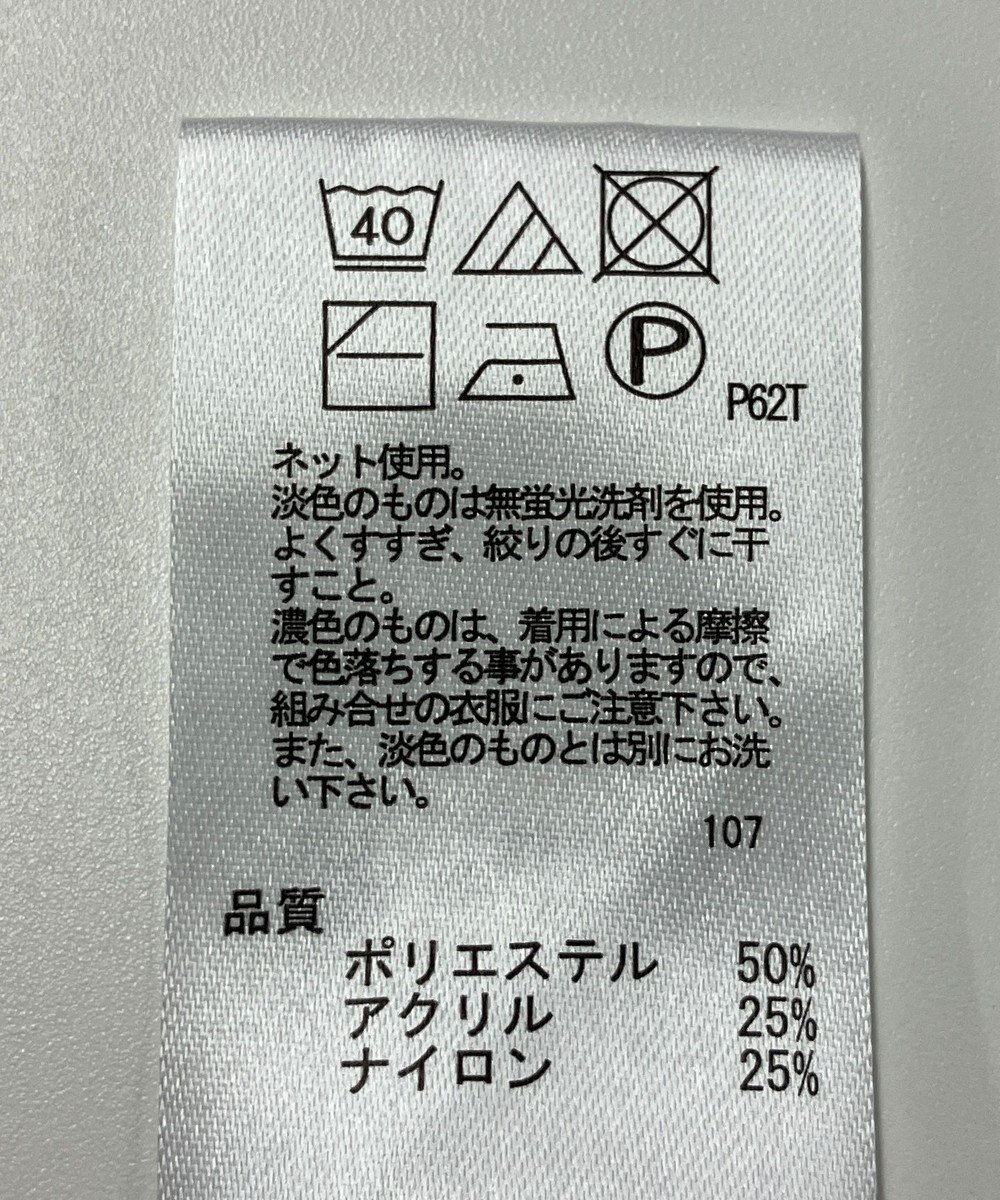 40
P
P62T
ネット使用。
淡色のものは無蛍光洗剤を使用。
よくすすぎ、絞りの後すぐに干
すこと。
濃色のものは、着用による摩擦
で色落ちする事がありますので、
組み合せの衣服にご注意下さい。
また、淡色のものとは別にお洗
い下さい。
107
品質
ポリエステル 50%
アクリル 25%
ナイロン 25%